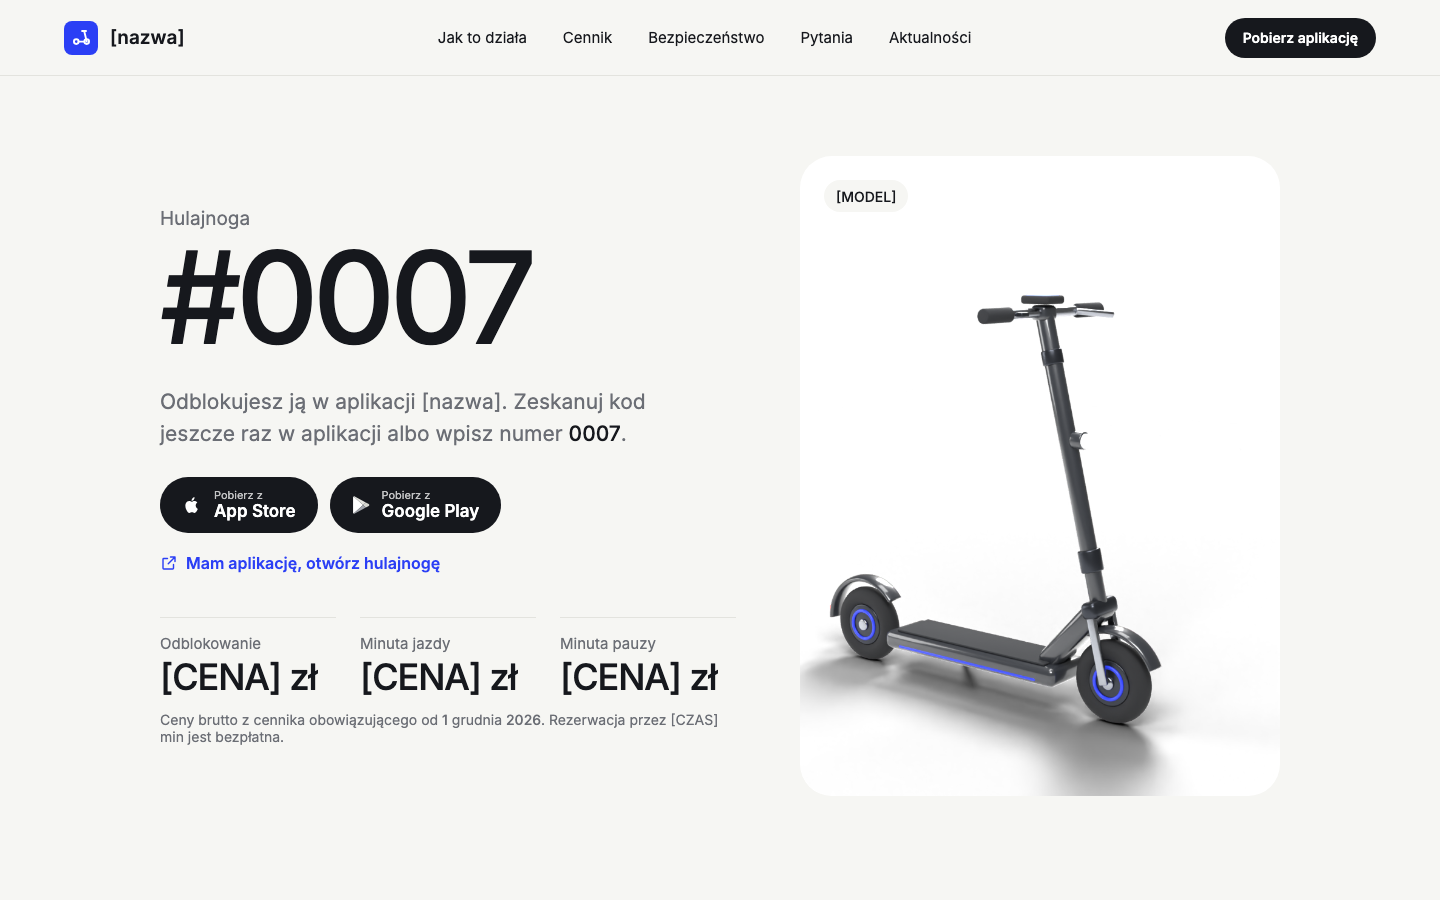 [nazwa]
Jak to działa
Cennik
Bezpieczeństwo
Pytania
Aktualności
Pobierz aplikację
Hulajnoga
#0007
Odblokujesz ją w aplikacji [nazwa]. Zeskanuj kod
jeszcze raz w aplikacji albo wpisz numer 0007.
Pobierz z
App Store
Pobierz z
Google Play
Mam aplikację, otwórz hulajnogę
Odblokowanie
[CENA] zł
Minuta jazdy
[CENA] zł
Minuta pauzy
[CENA] zł
Ceny brutto z cennika obowiązującego od 1 grudnia 2026. Rezerwacja przez [CZAS]
min jest bezpłatna.
[MODEL]